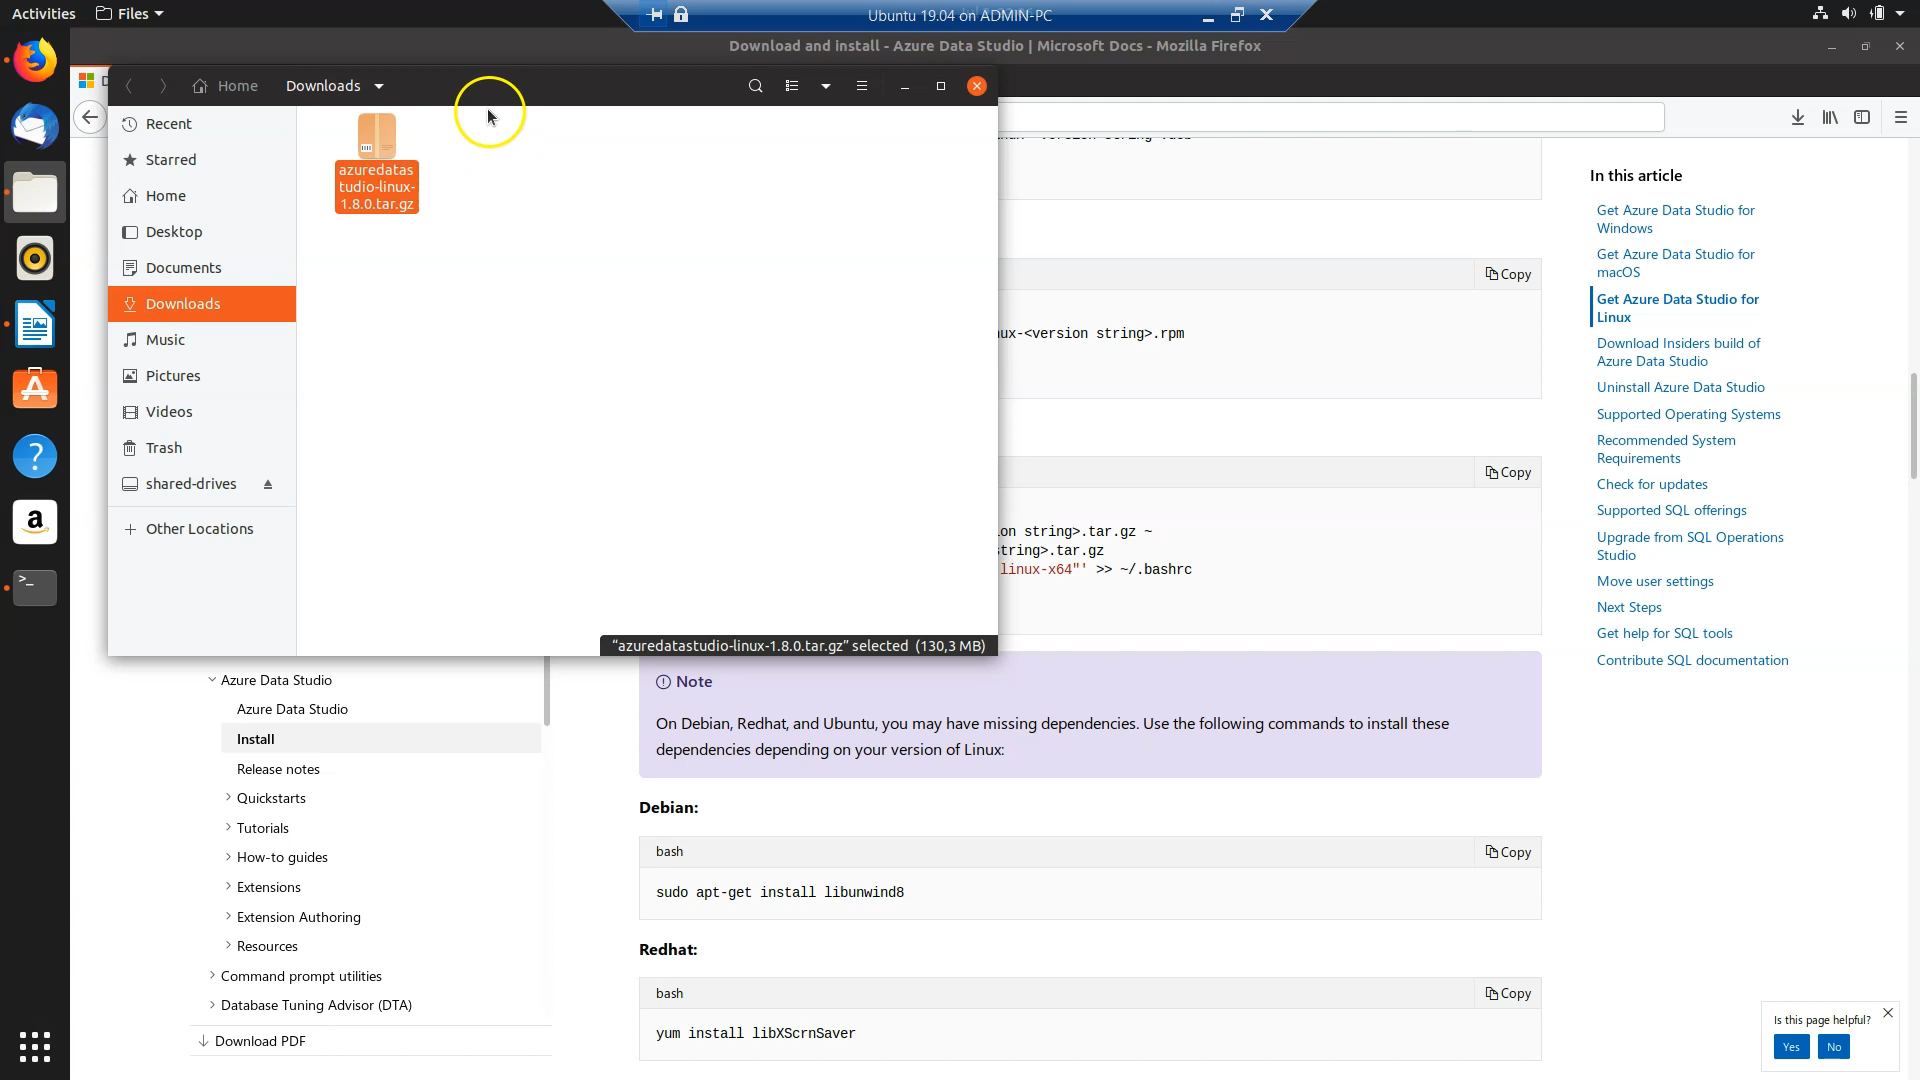 Activities
Files
Ubuntu 19.04 on ADMIN-PC
Download and install - Azure Data Studio | Microsoft Docs - Mozilla Firefox
D
Home
Downloads
Recent
Starred
Home
Desktop
Documents
Downloads
Music
Pictures
Videos
Trash
shared-drives
Other Locations
azuredatas
tudio-linux-
1.8.0.tar.gz
"azuredatastudio-linux-1.8.0.tar.gz" selected (130,3 MB)
Copy
ux-<version string>.rpm
Copy
on string>.tar.gz ~
string>.tar.gz
linux-x64"' >> ~/.bashrc
Azure Data Studio
Azure Data Studio
Install
Release notes
Quickstarts
Tutorials
How-to guides
Extensions
Extension Authoring
Resources
Command prompt utilities
Database Tuning Advisor (DTA)
Download PDF
Note
On Debian, Redhat, and Ubuntu, you may have missing dependencies. Use the following commands to install these
dependencies depending on your version of Linux:
Debian:
bash
Copy
sudo apt-get install libunwind8
Redhat:
bash
Copy
yum install libXScrnSaver
In this article
Get Azure Data Studio for
Windows
Get Azure Data Studio for
macOS
Get Azure Data Studio for
Linux
Download Insiders build of
Azure Data Studio
Uninstall Azure Data Studio
Supported Operating Systems
Recommended System
Requirements
Check for updates
Supported SQL offerings
Upgrade from SQL Operations
Studio
Move user settings
Next Steps
Get help for SQL tools
Contribute SQL documentation
Is this page helpful?
Yes
No